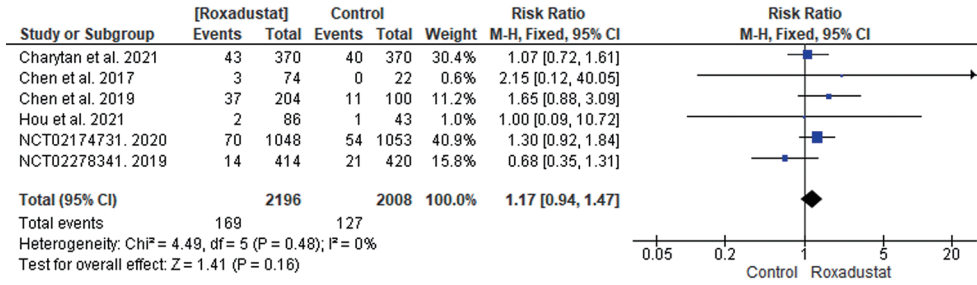 [Roxadustat] Control Risk Ratio Risk Ratio
Study or Subgroup Events Total Events Total Weight M-H, Fixed, 95% CI M-H, Fixed, 95% CI
Charytan et al. 2021 43 370 40 370 30.4% 1.07 [0.72, 1.61]
Chen et al. 2017 3 74 0 22 0.6% 2.15 [0.12, 40.05]
Chen et al. 2019 37 204 11 100 11.2% 1.65 [0.88, 3.09]
Hou et al. 2021 2 86 1 43 1.0% 1.00 [0.09, 10.72]
NCT02174731. 2020 70 1048 54 1053 40.9% 1.30 [0.92, 1.84]
NCT02278341. 2019 14 414 21 420 15.8% 0.68 [0.35, 1.31]
Total (95% CI) 2196 2008 100.0% 1.17 [0.94, 1.47]
Total events 169 127
Heterogeneity: Chi² = 4.49, df = 5 (P = 0.48); I² = 0%
Test for overall effect: Z = 1.41 (P = 0.16)
0.05 0.2 1 5 20
Control Roxadustat